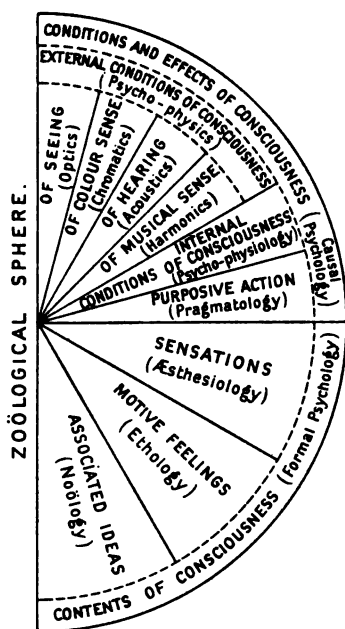 CONDITIONS AND EFFECTS OF CONSCIOUSNESS
(Causal
Psychology)
EXTERNAL CONDITIONS OF CONSCIOUSNESS
(Psycho-physics)
OF SEEING
(Optics)
OF COLOUR SENSE
(Chromatics)
OF HEARING
(Acoustics)
OF MUSICAL SENSE
(Harmonics)
INTERNAL
CONDITIONS OF CONSCIOUSNESS
(Psycho-physiology)
PURPOSIVE ACTION
(Pragmatology)
SENSATIONS
(Æsthesiology)
MOTIVE FEELINGS
(Ethology)
ASSOCIATED IDEAS
(Noölogy)
CONTENTS OF CONSCIOUSNESS (Formal Psychology)
ZOÖLOGICAL SPHERE.